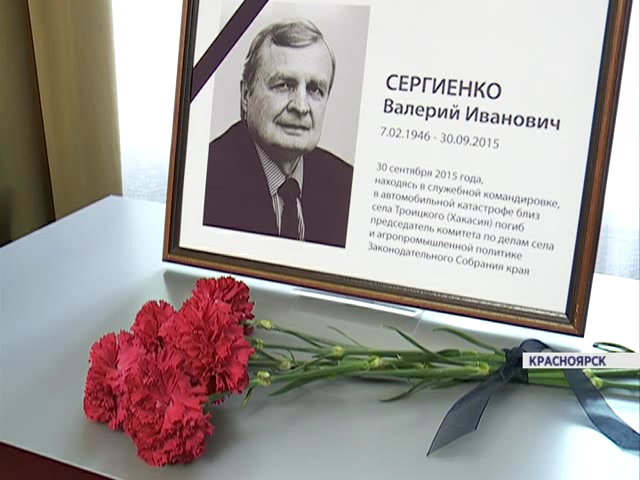 СЕРГИЕНКО
Валерий Иванович
7.02.1946 - 30.09.2015
30 сентября 2015 года,
находясь в служебной командировке,
в автомобильной катастрофе близ
села Троицкого (Хакасия) погиб
председатель комитета по делам села
и агропромышленной политике
Законодательного Собрания края
КРАСНОЯРСК